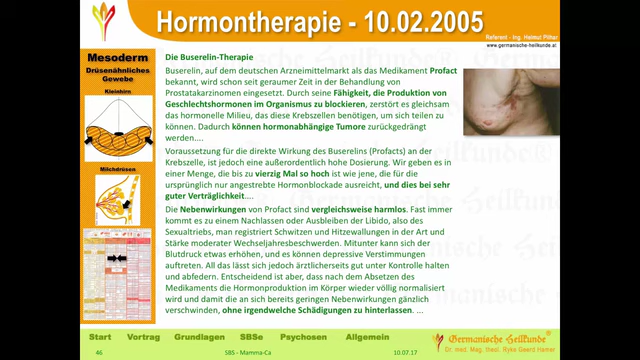 Hormontherapie - 10.02.2005
Referent - Ing. Helmut Pilhar
www.germanische-heilkunde.at
Mesoderm
Drüsenähnliches
Gewebe
Kleinhirn
Milchdrüsen
Die Buserelin-Therapie
Buserelin, auf dem deutschen Arzneimittelmarkt als das Medikament Profact
bekannt, wird schon seit geraumer Zeit in der Behandlung von
Prostatakarzinomen eingesetzt. Durch seine Fähigkeit, die Produktion von
Geschlechtshormonen im Organismus zu blockieren, zerstört es gleichsam
das hormonelle Milieu, das diese Krebszellen benötigen, um sich teilen zu
können. Dadurch können hormonabhängige Tumore zurückgedrängt
werden....
Voraussetzung für die direkte Wirkung des Buserelins (Profacts) an der
Krebszelle, ist jedoch eine außerordentlich hohe Dosierung. Wir geben es in
einer Menge, die bis zu vierzig Mal so hoch ist wie jene, die für die
ursprünglich nur angestrebte Hormonblockade ausreicht, und dies bei sehr
guter Verträglichkeit....
Die Nebenwirkungen von Profact sind vergleichsweise harmlos. Fast immer
kommt es zu einem Nachlassen oder Ausbleiben der Libido, also des
Sexualtriebs, man registriert Schwitzen und Hitzewallungen in der Art und
Stärke moderater Wechseljahresbeschwerden. Mitunter kann sich der
Blutdruck etwas erhöhen, und es können depressive Verstimmungen
auftreten. All das lässt sich jedoch ärztlicherseits gut unter Kontrolle halten
und abfedern. Entscheidend ist aber, dass nach dem Absetzen des
Medikaments die Hormonproduktion im Körper wieder völlig normalisiert
wird und damit die an sich bereits geringen Nebenwirkungen gänzlich
verschwinden, ohne irgendwelche Schädigungen zu hinterlassen. ...
Start Vortrag Grundlagen SBSe Psychosen Allgemein
46 SBS - Mamma-Ca 10.07.17
Germanische Heilkunde®
Dr. med. Mag. theol. Ryke Geerd Hamer